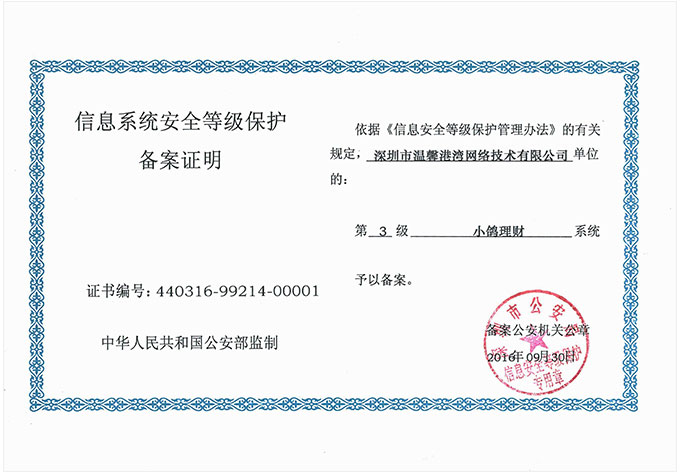 信息系统安全等级保护
备案证明
证书编号: 440316-99214-00001
中华人民共和国公安部监制
依据《信息安全等级保护管理办法》的有关
规定，深圳市温馨港湾网络技术有限公司单位
的：
第 3 级 小鸽理财 系统
予以备案。
市公安
备案公安机关公章
2016年09月30日
信息安全等级保护
专用章